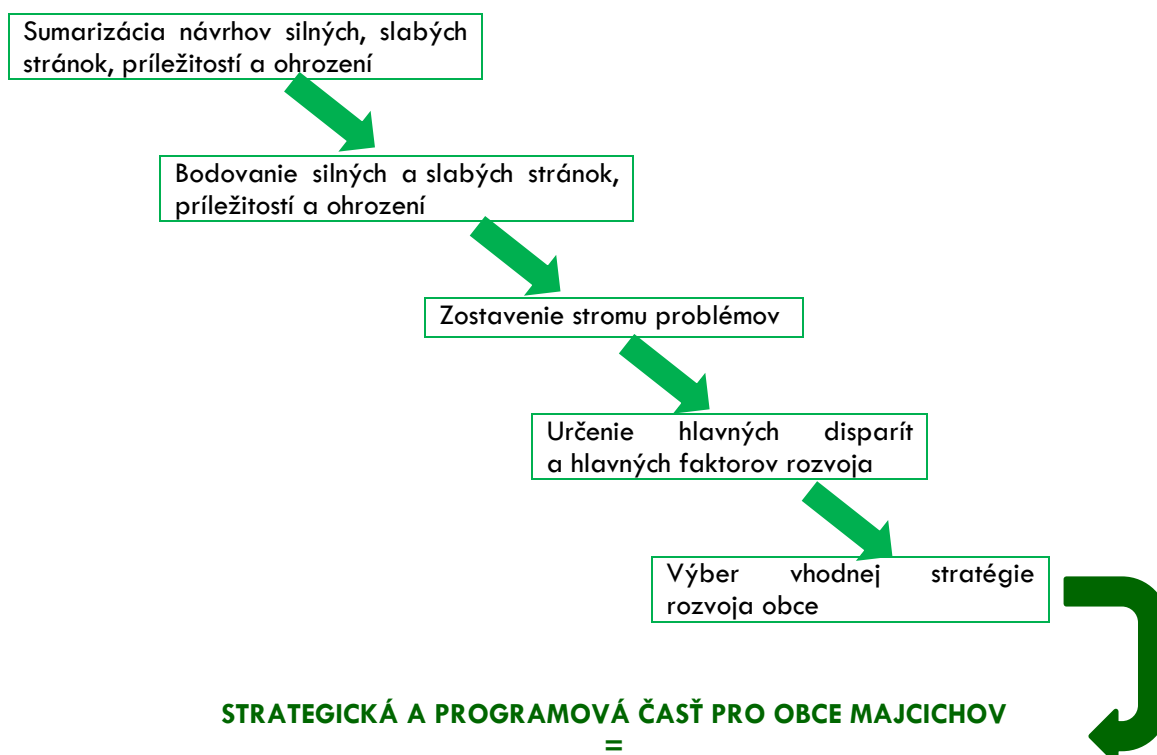 Sumarizácia návrhov silných, slabých
stránok, príležitostí a ohrození
Bodovanie silných a slabých stránok,
príležitostí a ohrození
Zostavenie stromu problémov
Určenie hlavných disparít
a hlavných faktorov rozvoja
Výber vhodnej stratégie
rozvoja obce
STRATEGICKÁ A PROGRAMOVÁ ČASŤ PRO OBCE MAJCICHOV
=